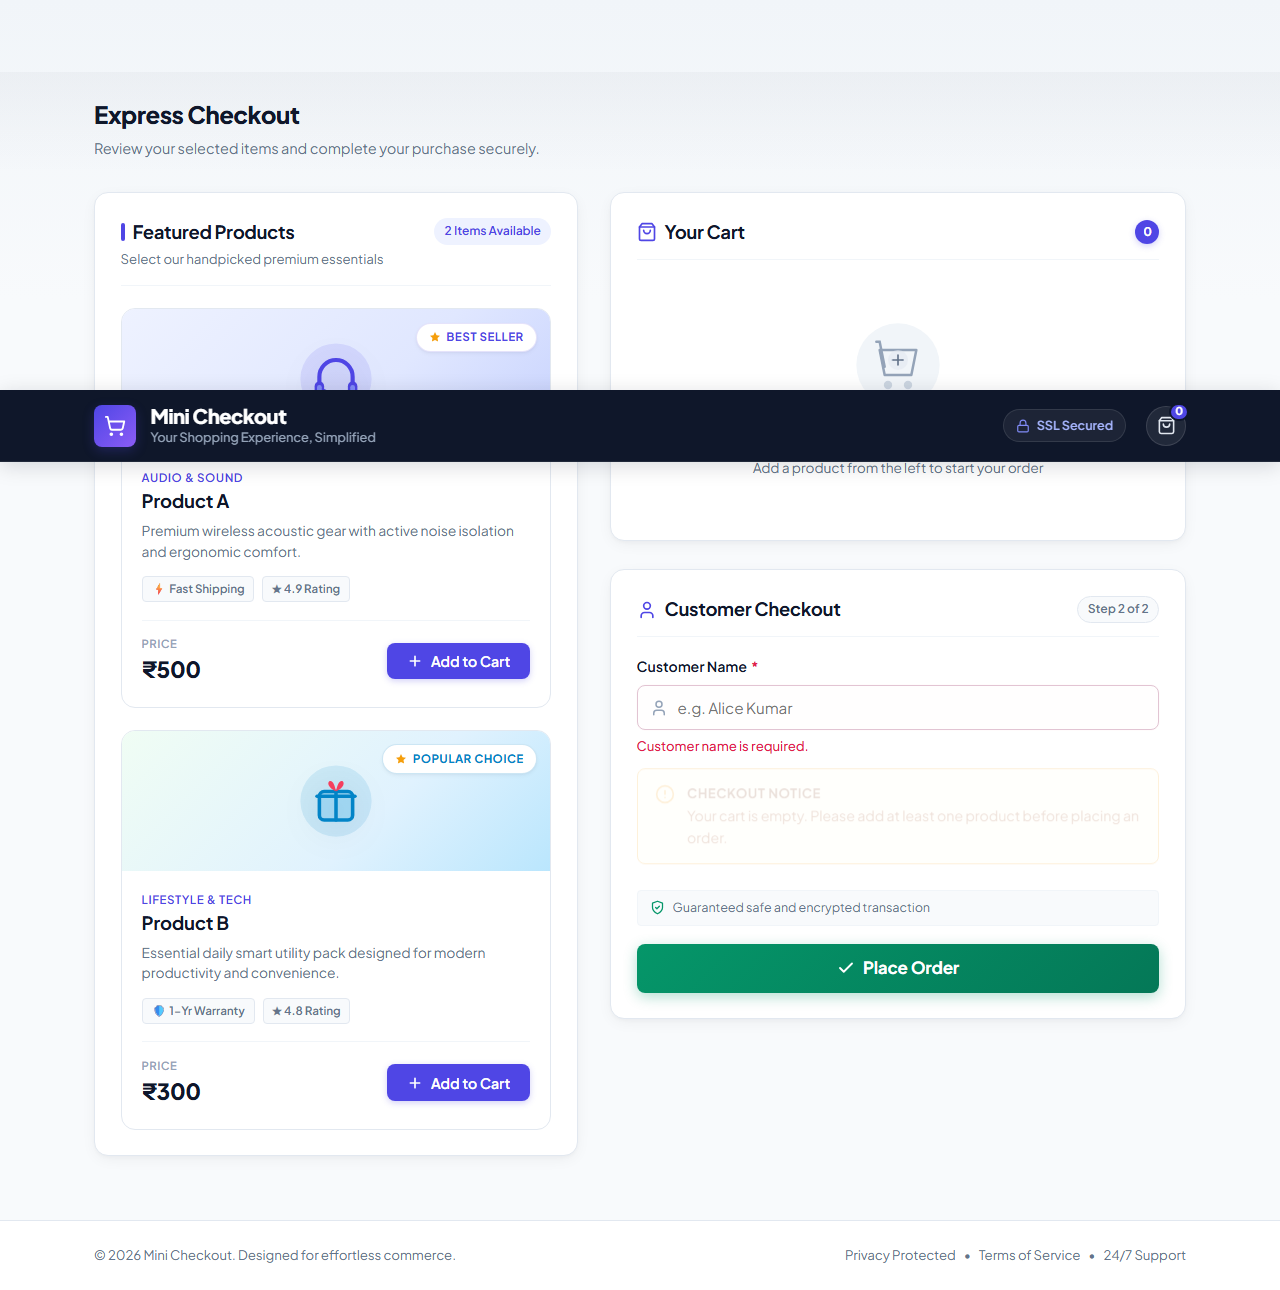 Express Checkout
Review your selected items and complete your purchase securely.
Featured Products
2 Items Available
Select our handpicked premium essentials
BEST SELLER
Your Cart
0
Mini Checkout
Your Shopping Experience, Simplified
SSL Secured
0
AUDIO & SOUND
Product A
Premium wireless acoustic gear with active noise isolation
and ergonomic comfort.
Fast Shipping
★ 4.9 Rating
PRICE
₹500
+ Add to Cart
POPULAR CHOICE
LIFESTYLE & TECH
Product B
Essential daily smart utility pack designed for modern
productivity and convenience.
1-Yr Warranty
★ 4.8 Rating
PRICE
₹300
+ Add to Cart
Add a product from the left to start your order
Customer Checkout
Step 2 of 2
Customer Name *
e.g. Alice Kumar
Customer name is required.
CHECKOUT NOTICE
Your cart is empty. Please add at least one product before placing an
order.
Guaranteed safe and encrypted transaction
Place Order
© 2026 Mini Checkout. Designed for effortless commerce.
Privacy Protected • Terms of Service • 24/7 Support